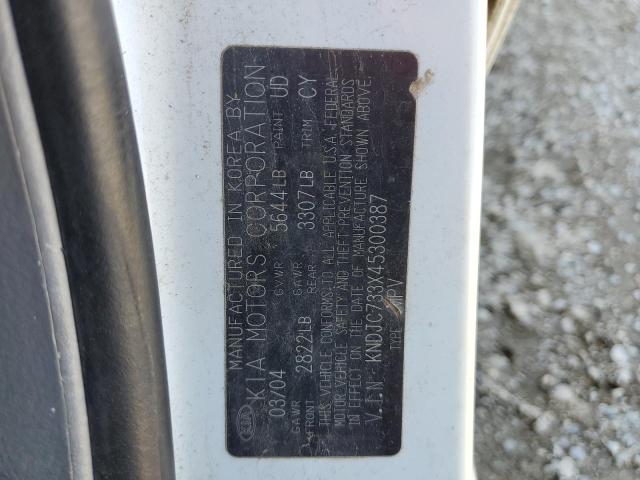 MANUFACTURED IN KOREA BY
KIA MOTORS CORPORATION
03/04 GVWR 5644LB PAINT UD
GAWR FRONT 2822LB GAWR REAR 3307LB TRIM CY
THIS VEHICLE CONFORMS TO ALL APPLICABLE U.S.A. FEDERAL
MOTOR VEHICLE SAFETY AND THEFT PREVENTION STANDARDS
IN EFFECT ON THE DATE OF MANUFACTURE SHOWN ABOVE.
V.I.N: KNDJC733X45300387
TYPE: MPV
KIA